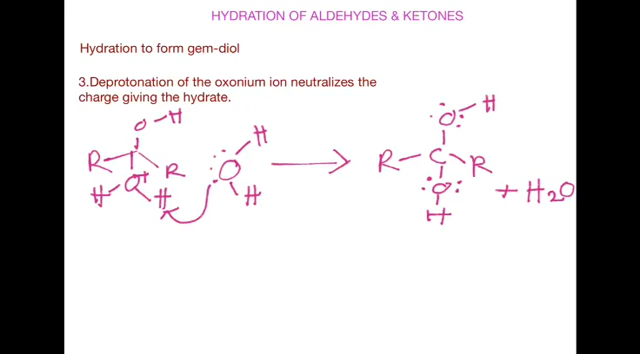 HYDRATION OF ALDEHYDES & KETONES
Hydration to form gem-diol
3.Deprotonation of the oxonium ion neutralizes the
charge giving the hydrate.
O-H
R R
H O+ H
H
:O:
H
:O: H
R-C-R
:O:
H
+ H2O